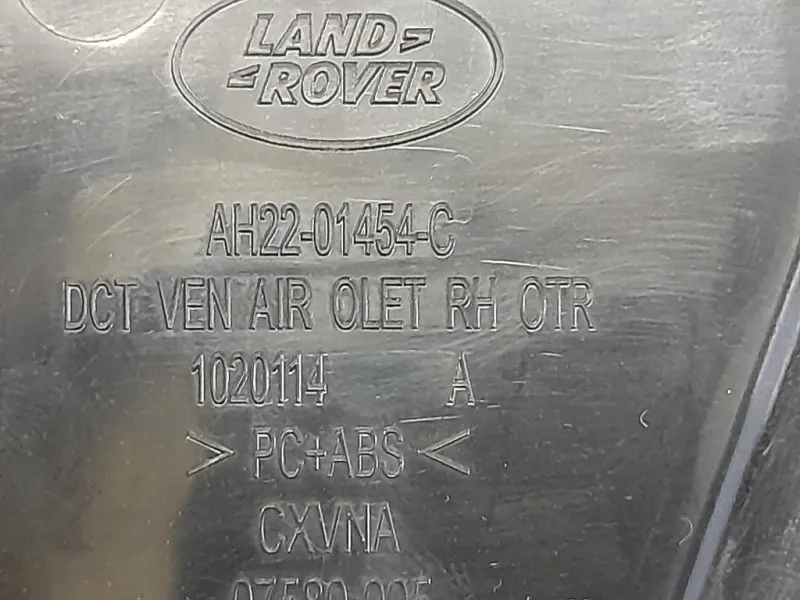 LAND
ROVER
AH22-01454-C
DCT VEN AIR OLET RH OTR
1020114 A
> PC+ABS <
CXVNA